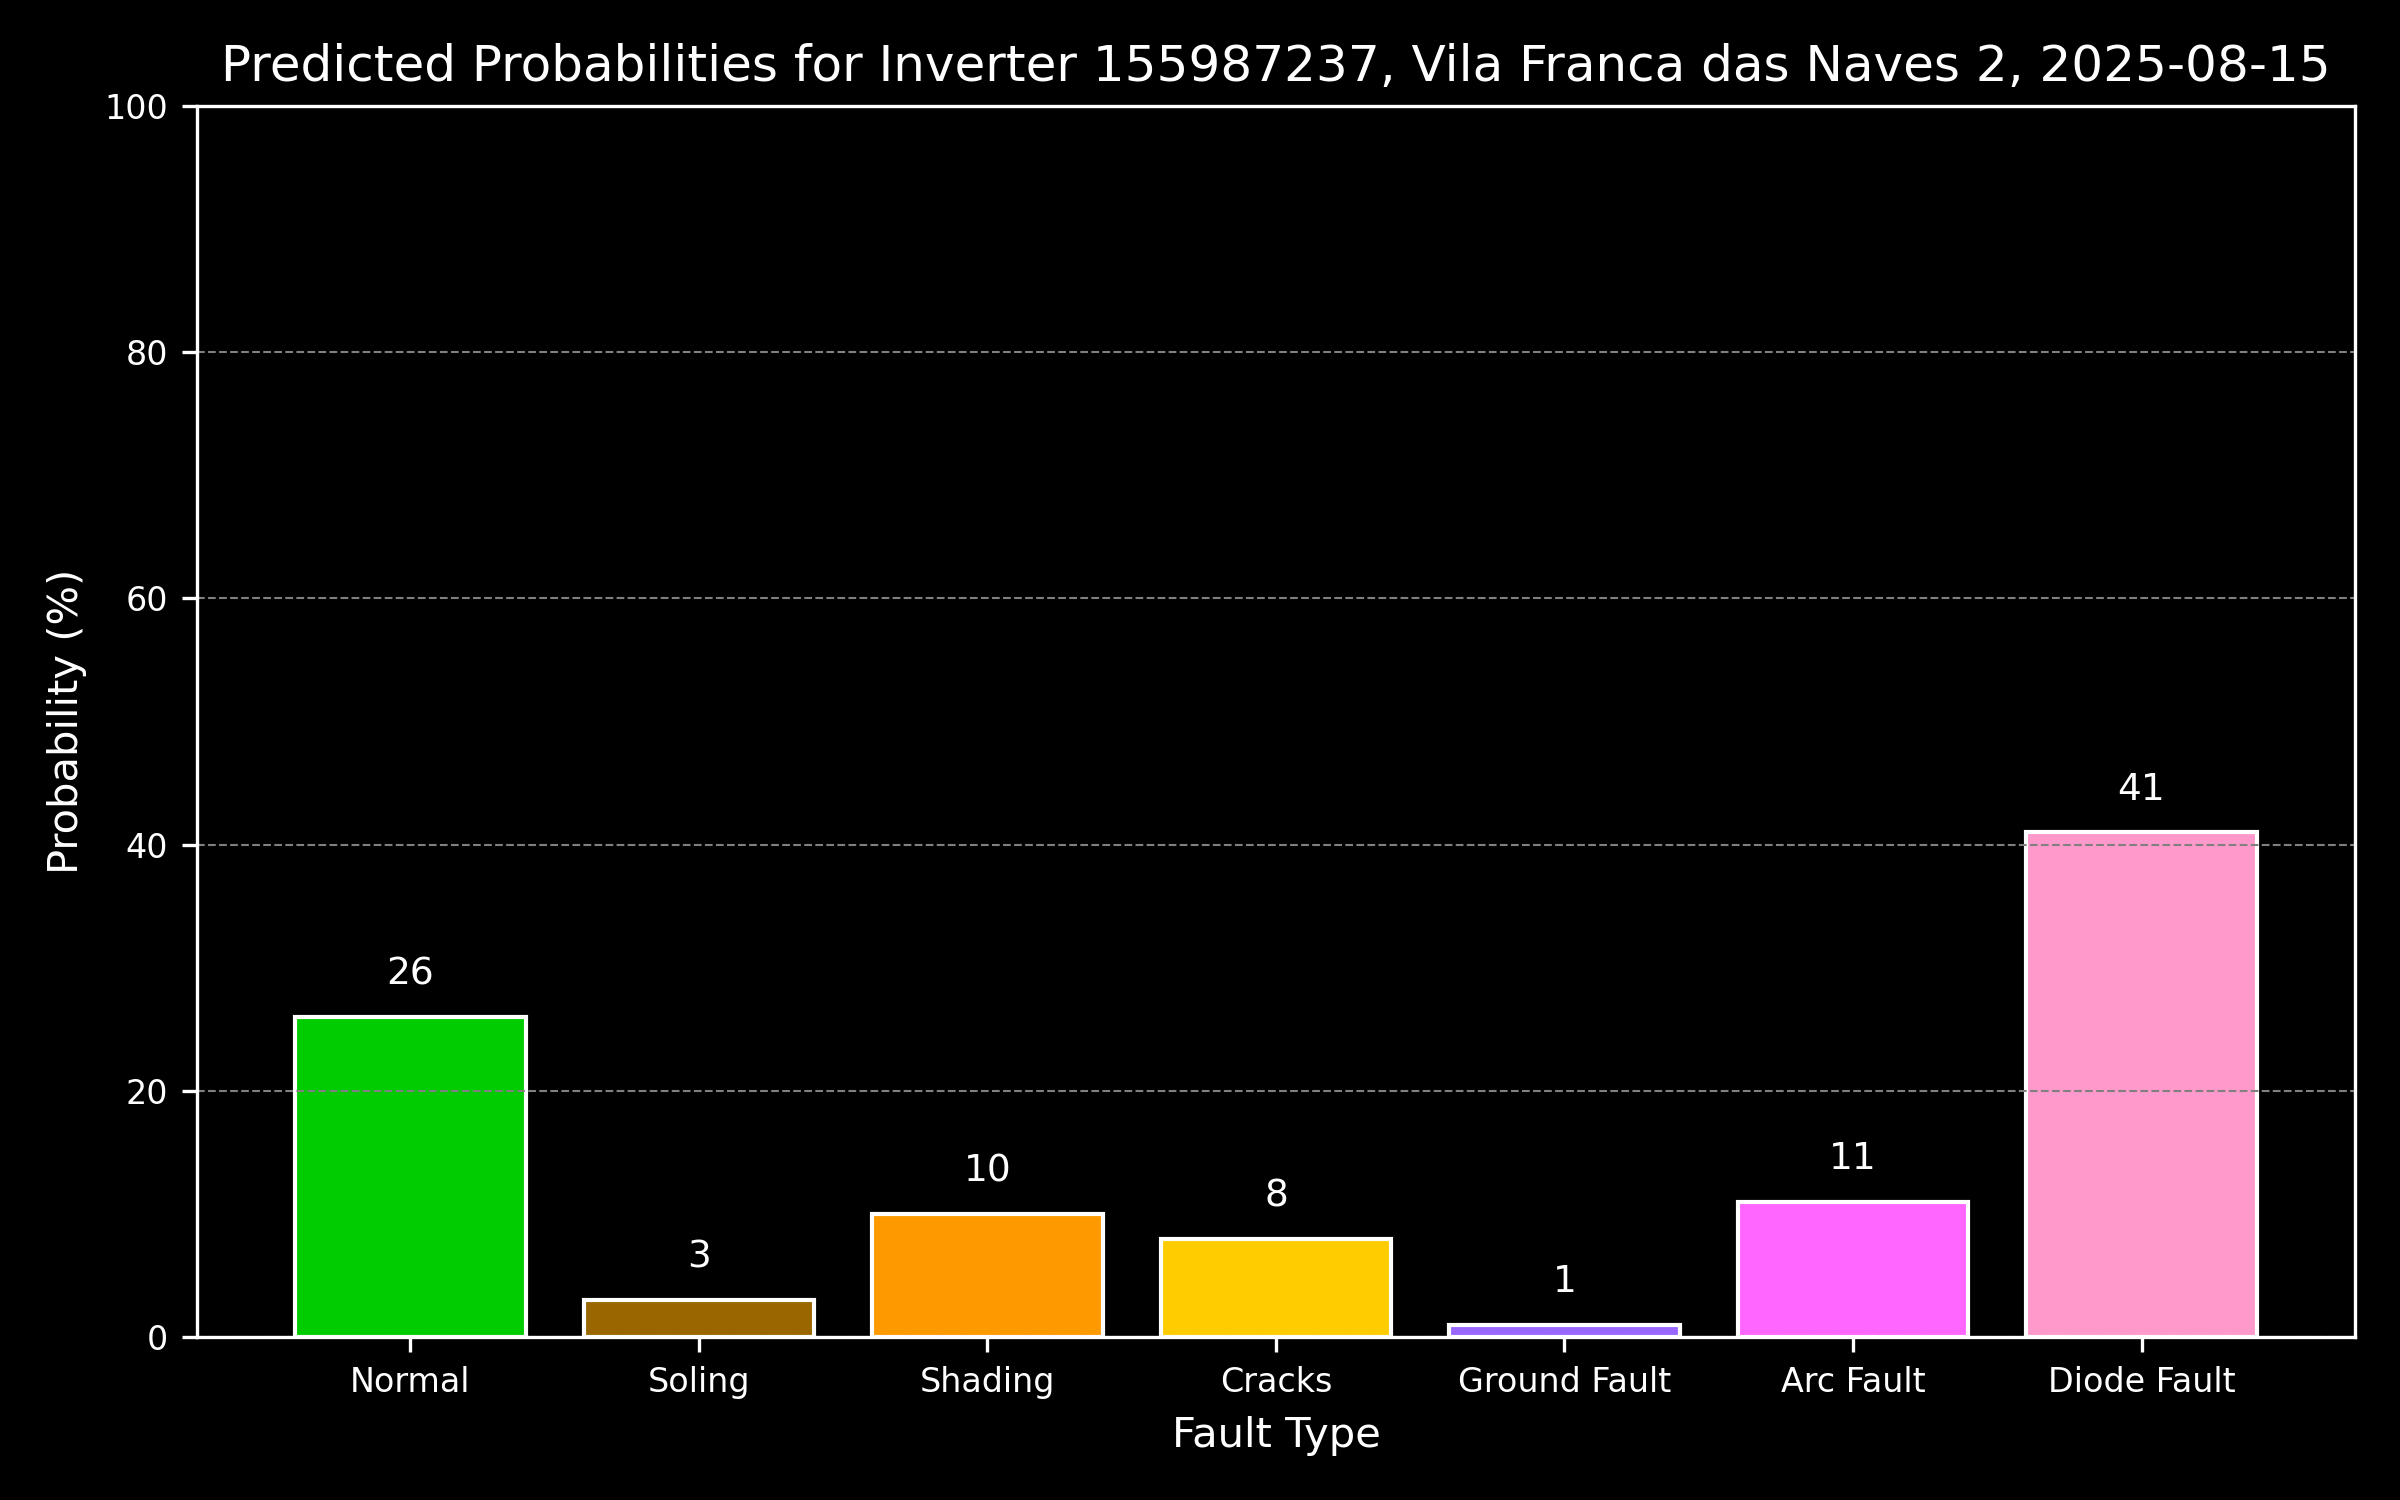 Predicted Probabilities for Inverter 155987237, Vila Franca das Naves 2, 2025-08-15
100
80
60
40
20
0
Probability (%)
26
3
10
8
1
11
41
Normal
Soling
Shading
Cracks
Ground Fault
Arc Fault
Diode Fault
Fault Type